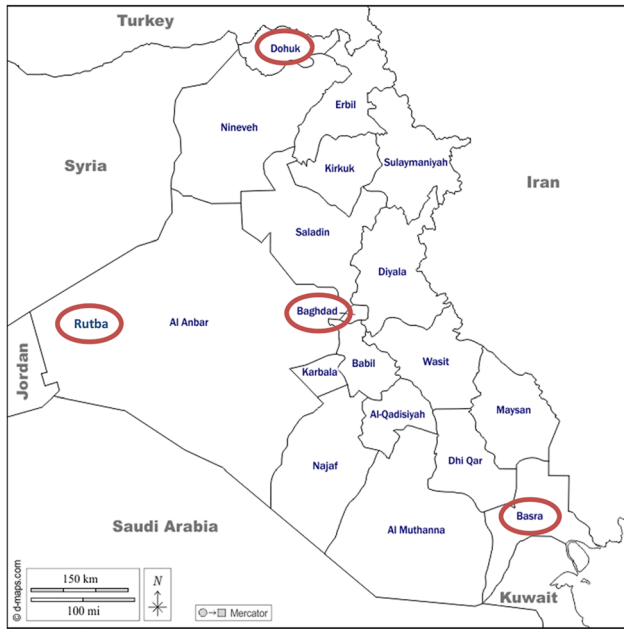 Turkey
Dohuk
Erbil
Nineveh
Syria
Kirkuk
Sulaymaniyah
Iran
Saladin
Diyala
Baghdad
Rutba
Al Anbar
Jordan
Karbala
Babil
Wasit
Al-Qadisiyah
Maysan
Najaf
Dhi Qar
Saudi Arabia
Al Muthanna
Basra
Kuwait
150 km
100 mi
N
Mercator
© d-maps.com